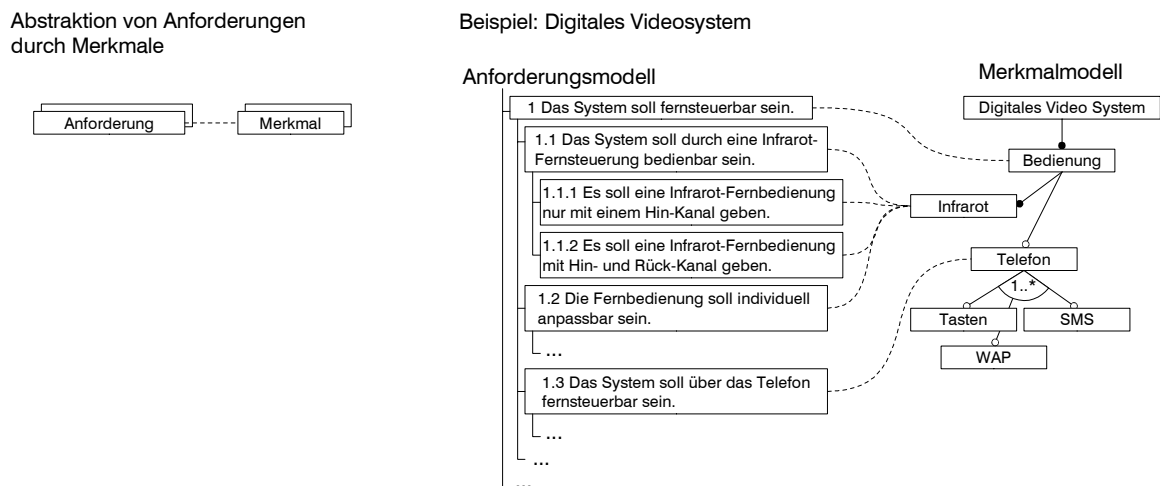 Abstraktion von Anforderungen
durch Merkmale
Anforderung
Merkmal
Beispiel: Digitales Videosystem
Anforderungsmodell
1 Das System soll fernsteuerbar sein.
1.1 Das System soll durch eine Infrarot-
Fernsteuerung bedienbar sein.
1.1.1 Es soll eine Infrarot-Fernbedienung
nur mit einem Hin-Kanal geben.
1.1.2 Es soll eine Infrarot-Fernbedienung
mit Hin- und Rück-Kanal geben.
1.2 Die Fernbedienung soll individuell
anpassbar sein.
...
1.3 Das System soll über das Telefon
fernsteuerbar sein.
...
...
...
Merkmalmodell
Digitales Video System
Bedienung
Infrarot
Telefon
1..*
Tasten
SMS
WAP